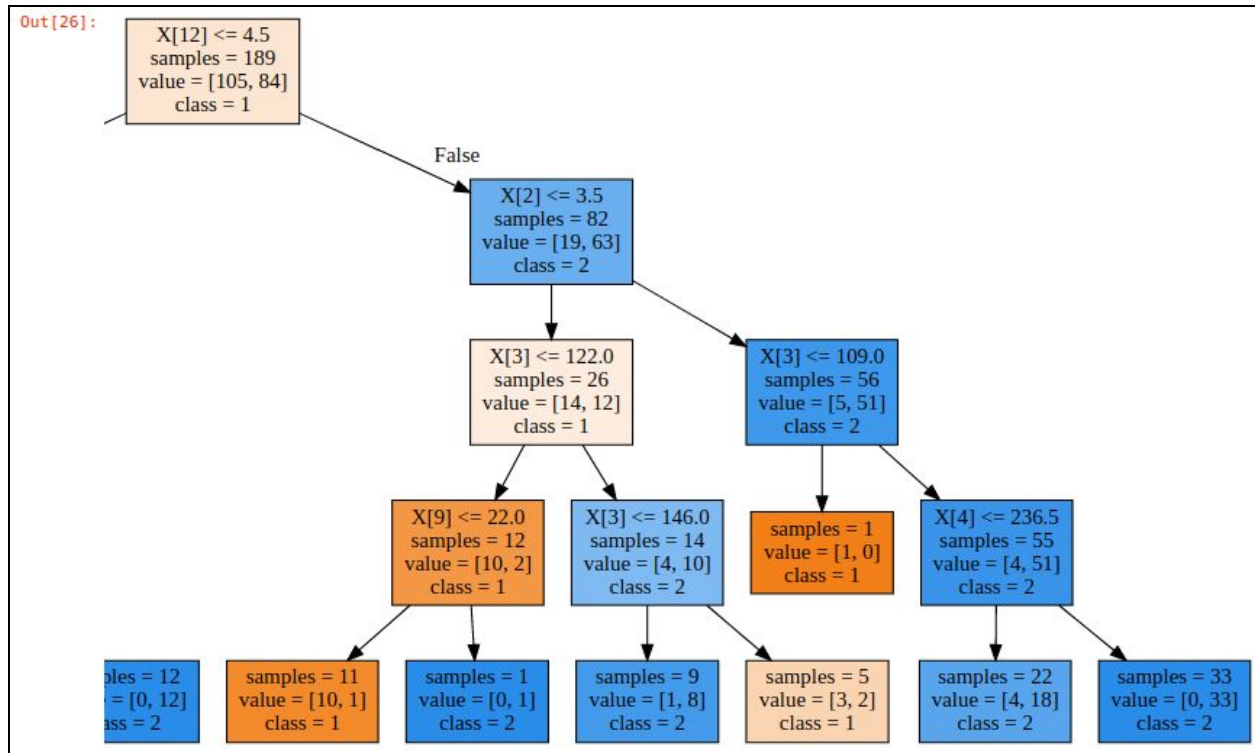 Out[26]:
X[12] <= 4.5
samples = 189
value = [105, 84]
class = 1
False
X[2] <= 3.5
samples = 82
value = [19, 63]
class = 2
X[3] <= 122.0
samples = 26
value = [14, 12]
class = 1
X[3] <= 109.0
samples = 56
value = [5, 51]
class = 2
X[9] <= 22.0
samples = 12
value = [10, 2]
class = 1
X[3] <= 146.0
samples = 14
value = [4, 10]
class = 2
samples = 1
value = [1, 0]
class = 1
X[4] <= 236.5
samples = 55
value = [4, 51]
class = 2
ples = 12
= [0, 12]
ass = 2
samples = 11
value = [10, 1]
class = 1
samples = 1
value = [0, 1]
class = 2
samples = 9
value = [1, 8]
class = 2
samples = 5
value = [3, 2]
class = 1
samples = 22
value = [4, 18]
class = 2
samples = 33
value = [0, 33]
class = 2